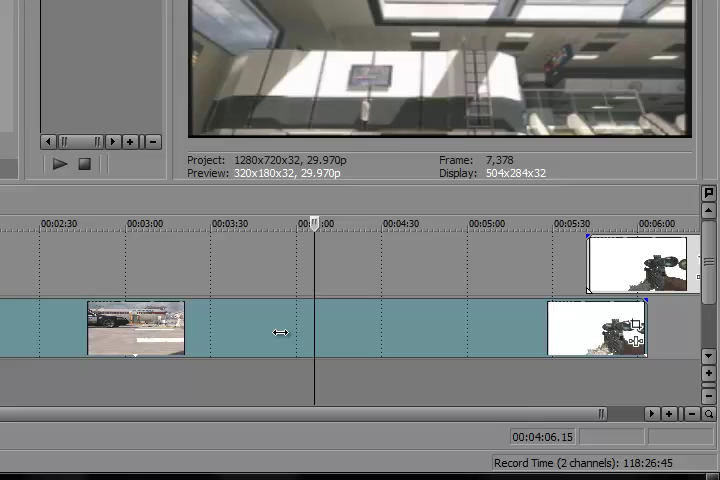 Project: 1280x720x32, 29.970p Frame: 7,378
Preview: 320x180x32, 29.970p Display: 504x284x32
00:02:30 00:03:00 00:03:30 00:04:30 00:05:00 00:05:30 00:06:00
00:04:06.15
Record Time (2 channels): 118:26:45